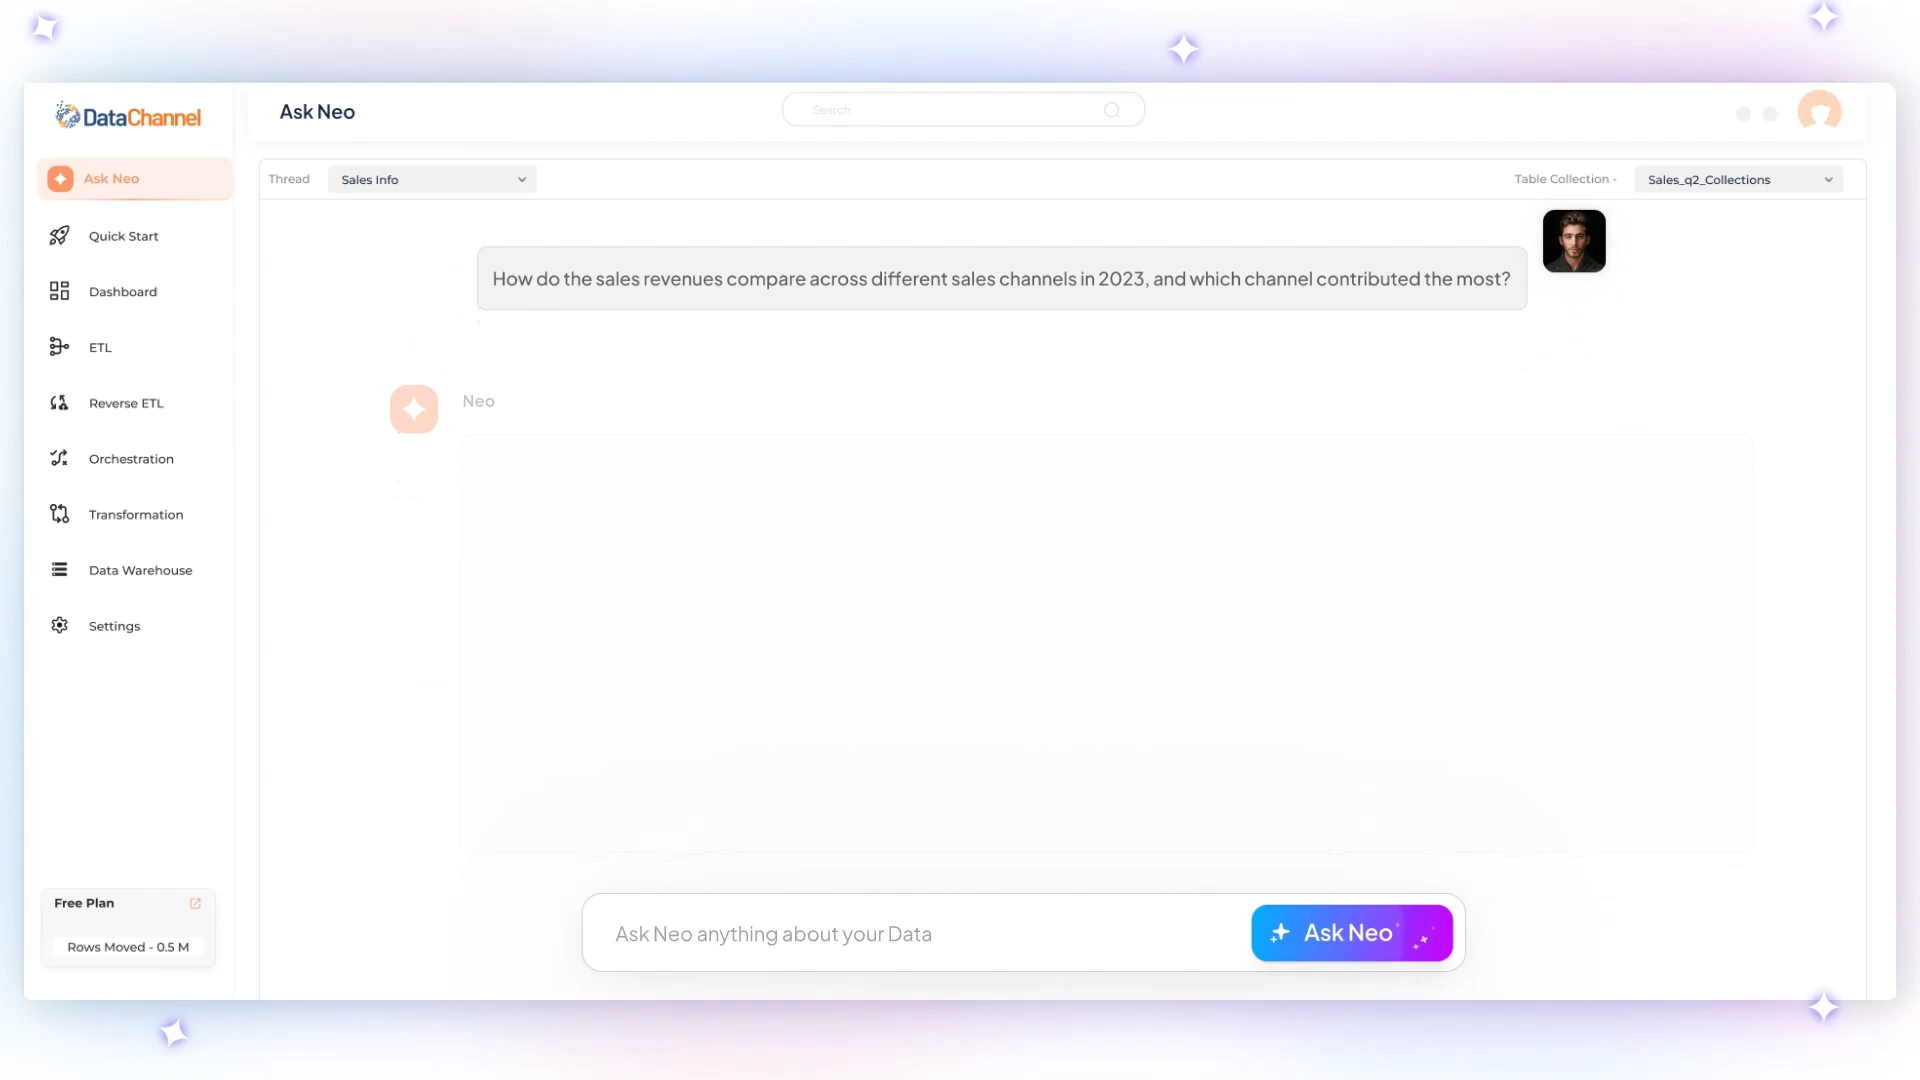 DataChannel
Ask Neo
Search
Ask Neo
Quick Start
Dashboard
ETL
Reverse ETL
Orchestration
Transformation
Data Warehouse
Settings
Free Plan
Rows Moved - 0.5 M
Thread
Sales Info
Table Collection -
Sales_q2_Collections
How do the sales revenues compare across different sales channels in 2023, and which channel contributed the most?
Neo
Ask Neo anything about your Data
Ask Neo